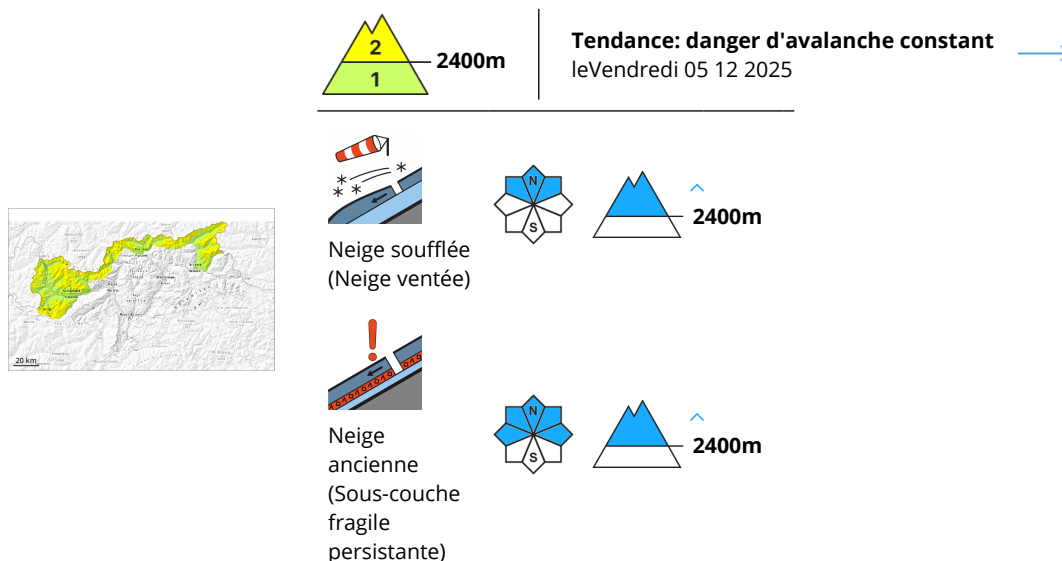 2
1
2400m
Tendance: danger d'avalanche constant
leVendredi 05 12 2025
N
S
2400m
Neige soufflée
(Neige ventée)
20 km
N
S
2400m
Neige
ancienne
(Sous-couche
fragile
persistante)